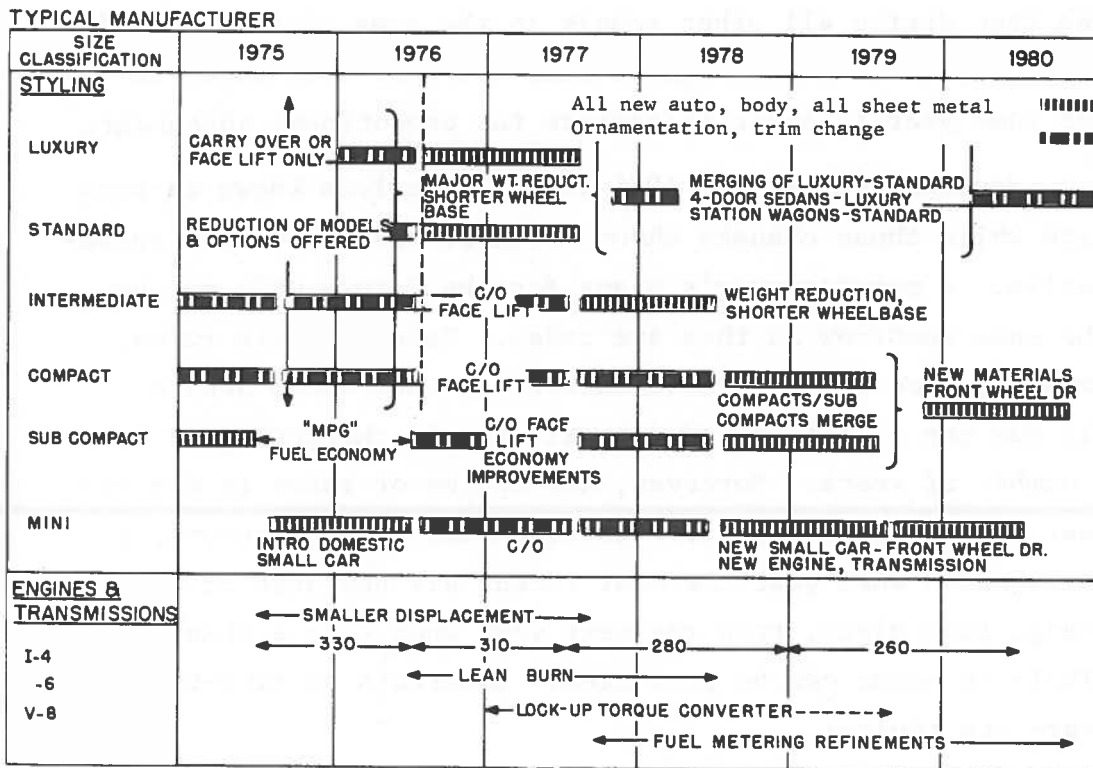 TYPICAL MANUFACTURER
SIZE CLASSIFICATION 1975 1976 1977 1978 1979 1980
STYLING
All new auto, body, all sheet metal
Ornamentation, trim change
LUXURY
CARRY OVER OR
FACE LIFT ONLY
MAJOR WT. REDUCT.
SHORTER WHEEL
BASE
MERGING OF LUXURY-STANDARD
4-DOOR SEDANS-LUXURY
STATION WAGONS-STANDARD
STANDARD
REDUCTION OF MODELS
& OPTIONS OFFERED
INTERMEDIATE
C/O
FACE LIFT
WEIGHT REDUCTION,
SHORTER WHEELBASE
COMPACT
C/O
FACELIFT
COMPACTS/SUB
COMPACTS MERGE
NEW MATERIALS
FRONT WHEEL DR
SUB COMPACT
"MPG"
FUEL ECONOMY
C/O FACE
LIFT
ECONOMY
IMPROVEMENTS
MINI
INTRO DOMESTIC
SMALL CAR
C/O
NEW SMALL CAR-FRONT WHEEL DR.
NEW ENGINE, TRANSMISSION
ENGINES &
TRANSMISSIONS
SMALLER DISPLACEMENT
I-4
330 310 280 260
-6
LEAN BURN
V-8
LOCK-UP TORQUE CONVERTER
FUEL METERING REFINEMENTS